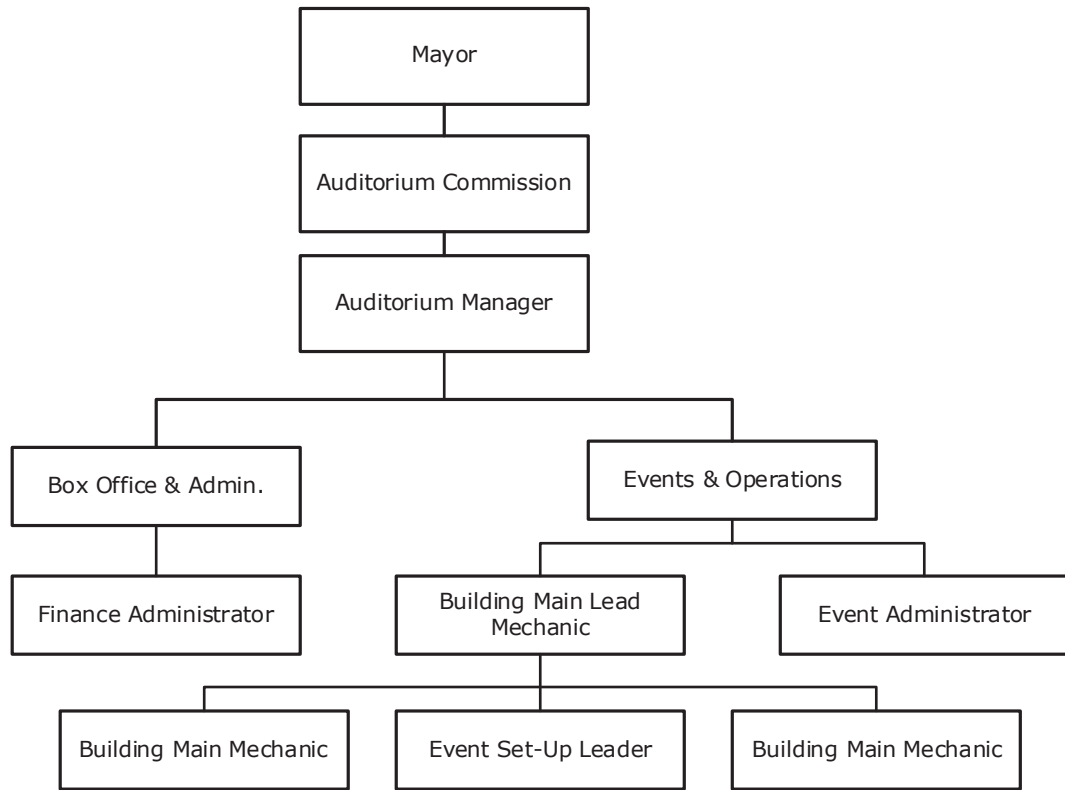 Mayor
Auditorium Commission
Auditorium Manager
Box Office & Admin.
Events & Operations
Finance Administrator
Building Main Lead
Mechanic
Event Administrator
Building Main Mechanic
Event Set-Up Leader
Building Main Mechanic